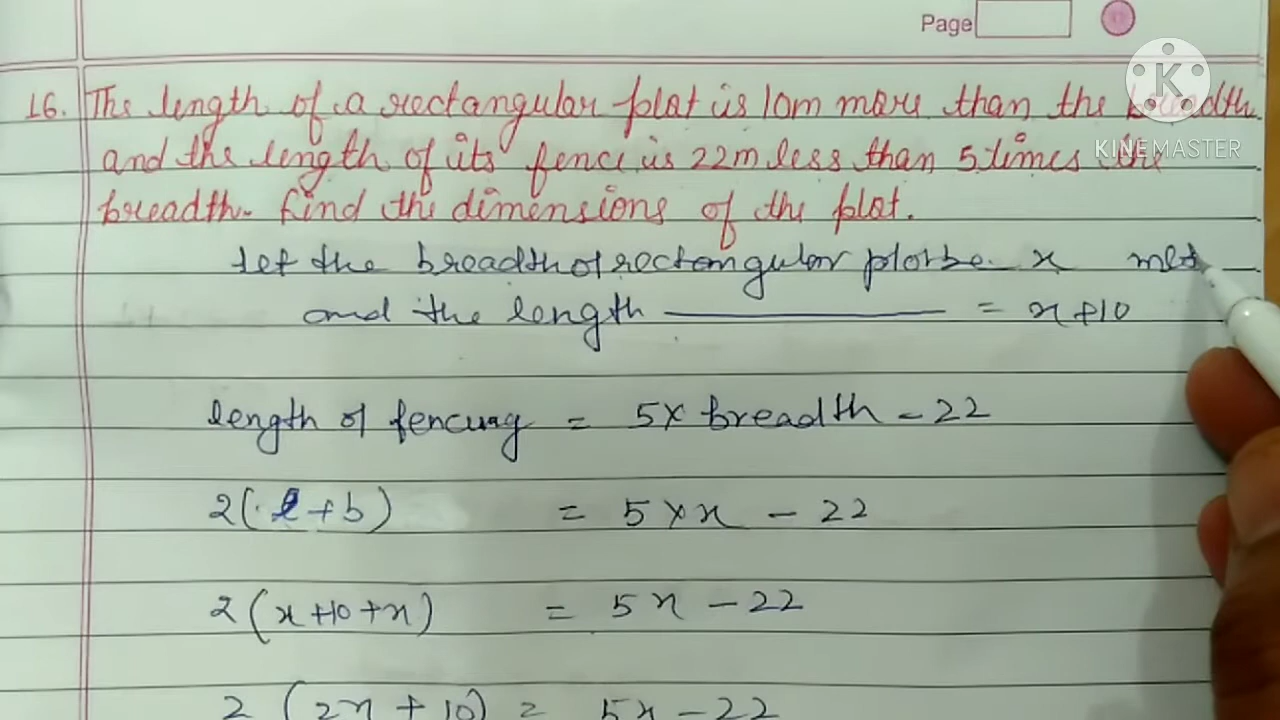 Page
K
KINEMASTER
16. The length of a rectangular plot is 10m more than the breadth
and the length of its fence is 22m less than 5 times the
breadth. Find the dimensions of the plot.
let the breadth of rectangular plot be x met
and the length ——— = x+10
length of fencing = 5x breadth - 22
2(l+b) = 5 x x - 22
2(x+10+x) = 5x - 22
2 (2x + 10) = 5x - 22